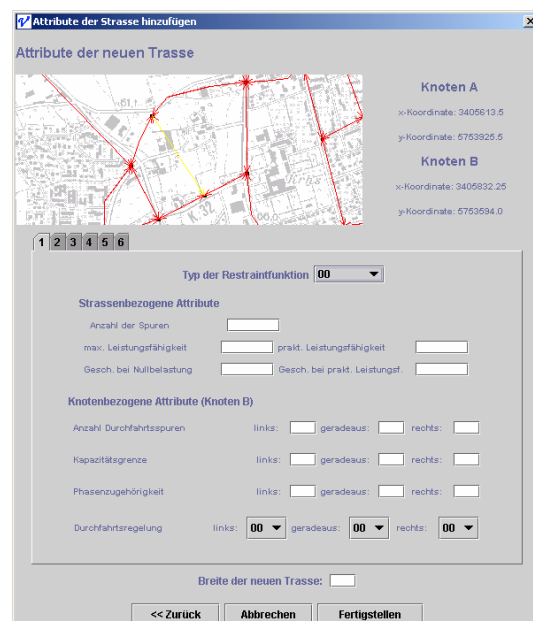 Attribute der Strasse hinzufügen
Attribute der neuen Trasse
Knoten A
x-Koordinate: 3405613.5
y-Koordinate: 5753925.5
Knoten B
x-Koordinate: 3405832.25
y-Koordinate: 5753594.0
K 32
1 2 3 4 5 6
Typ der Restraintfunktion 00
Strassenbezogene Attribute
Anzahl der Spuren
max. Leistungsfähigkeit prakt. Leistungsfähigkeit
Gesch. bei Nullbelastung Gesch. bei prakt. Leistungsf.
Knotenbezogene Attribute (Knoten B)
Anzahl Durchfahrtsspuren links: geradeaus: rechts:
Kapazitätsgrenze links: geradeaus: rechts:
Phasenzugehörigkeit links: geradeaus: rechts:
Durchfahrtsregelung links: 00 geradeaus: 00 rechts: 00
Breite der neuen Trasse:
<< Zurück Abbrechen Fertigstellen